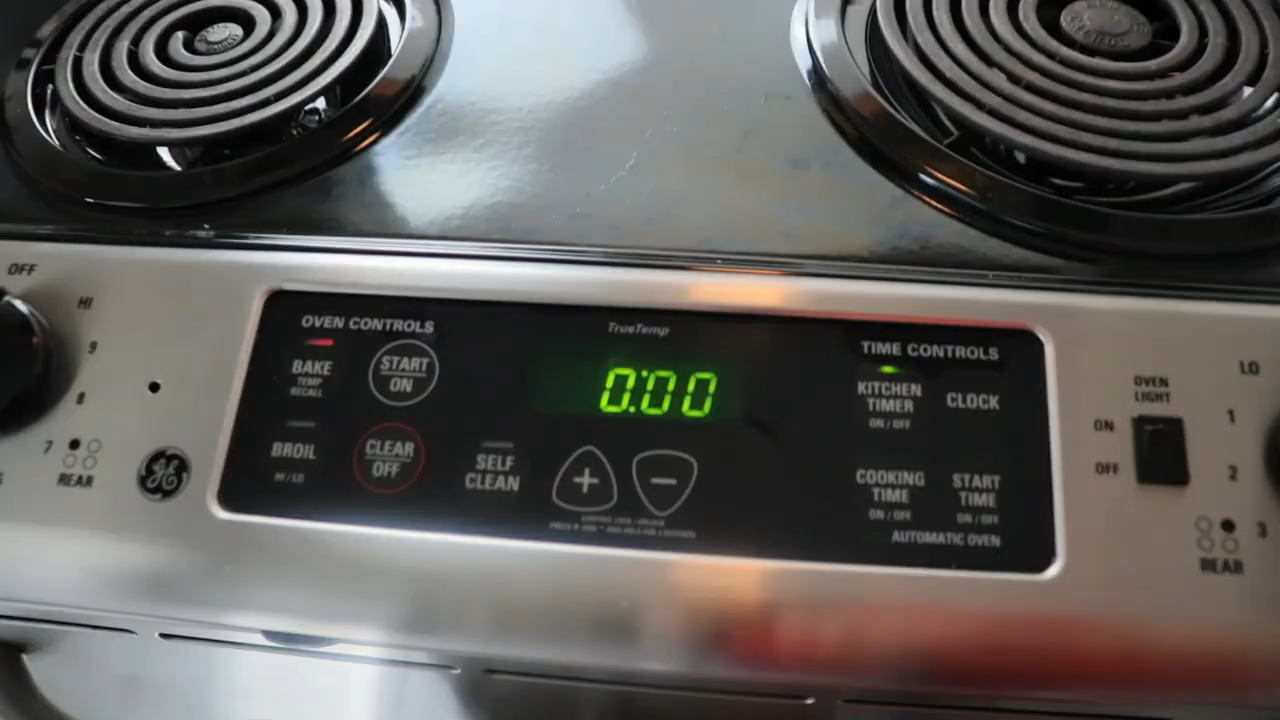 OFF
HI
9
8
7
REAR
GE
OVEN CONTROLS
BAKE
TEMP
RECALL
START
ON
BROIL
HI / LO
CLEAR
OFF
SELF
CLEAN
TrueTemp
0:00
+
−
TIME CONTROLS
KITCHEN
TIMER
ON / OFF
CLOCK
COOKING
TIME
ON / OFF
START
TIME
ON / OFF
AUTOMATIC OVEN
OVEN
LIGHT
ON
OFF
LO
1
2
3
REAR